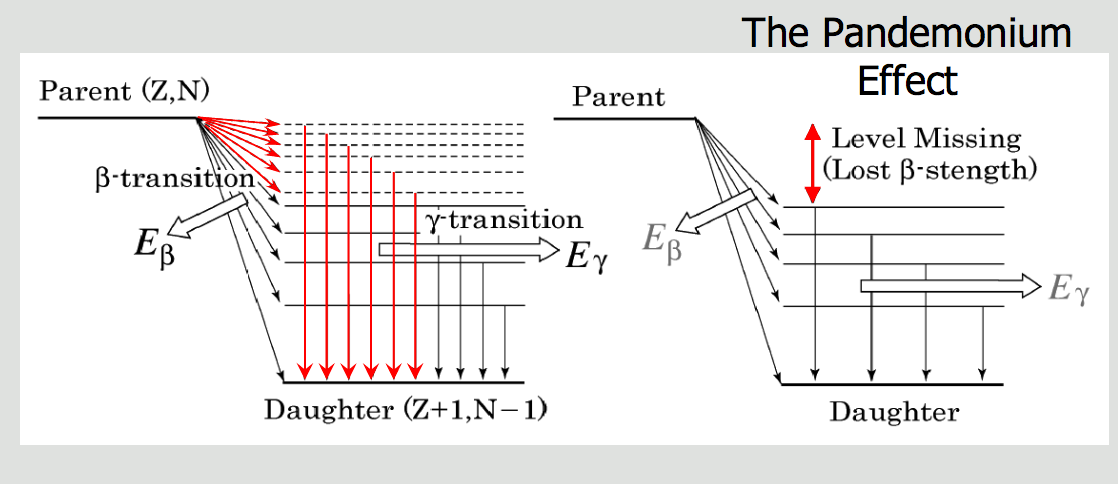 The Pandemonium
Effect
Parent (Z,N)
β-transition
Eβ
γ-transition
Eγ
Daughter (Z+1,N−1)
Parent
Level Missing
(Lost β-stength)
Eβ
Eγ
Daughter